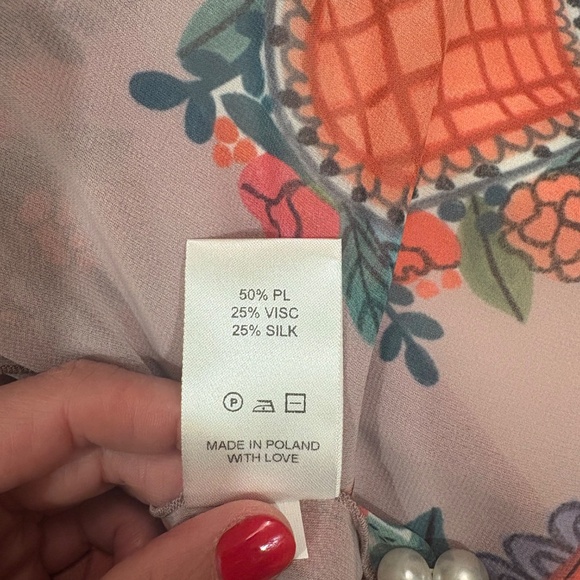 50% PL
25% VISC
25% SILK
P
MADE IN POLAND
WITH LOVE